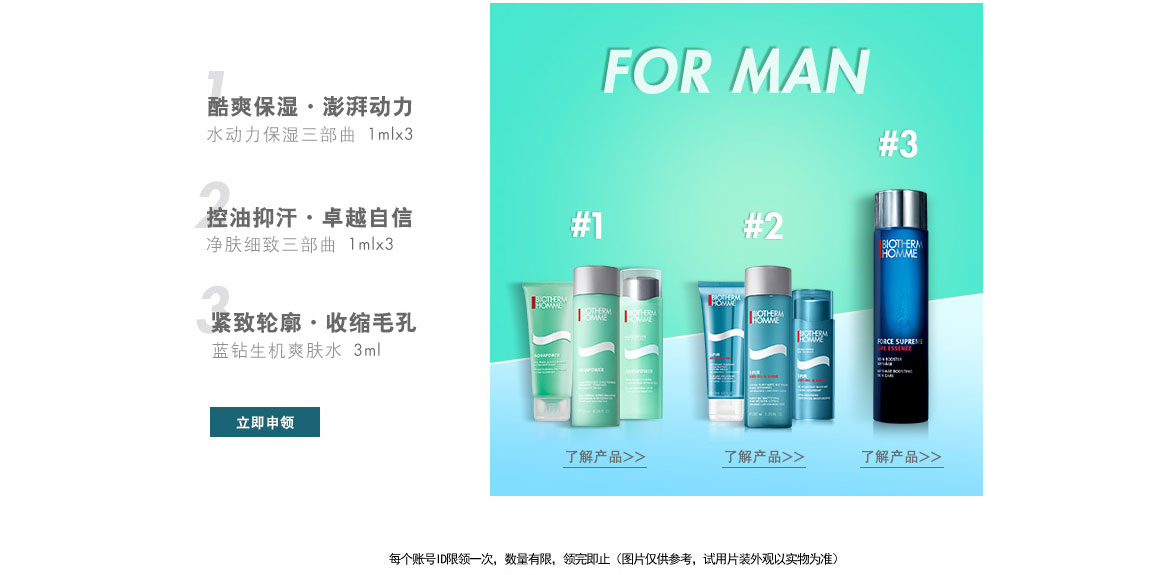 1
酷爽保湿·澎湃动力
水动力保湿三部曲 1mlx3
2
控油抑汗·卓越自信
净肤细致三部曲 1mlx3
3
紧致轮廓·收缩毛孔
蓝钻生机爽肤水 3ml
立即申领
FOR MAN
#1
#2
#3
BIOTHERM
HOMME
AQUAPOWER
BIOTHERM
HOMME
AQUAPOWER
BIOTHERM
HOMME
AQUAPOWER
BIOTHERM
HOMME
T-PUR
BIOTHERM
HOMME
T-PUR
BIOTHERM
HOMME
T-PUR
BIOTHERM
HOMME
FORCE SUPREME
LIFE ESSENCE
了解产品>>
了解产品>>
了解产品>>
每个账号ID限领一次，数量有限，领完即止（图片仅供参考，试用片装外观以实物为准）